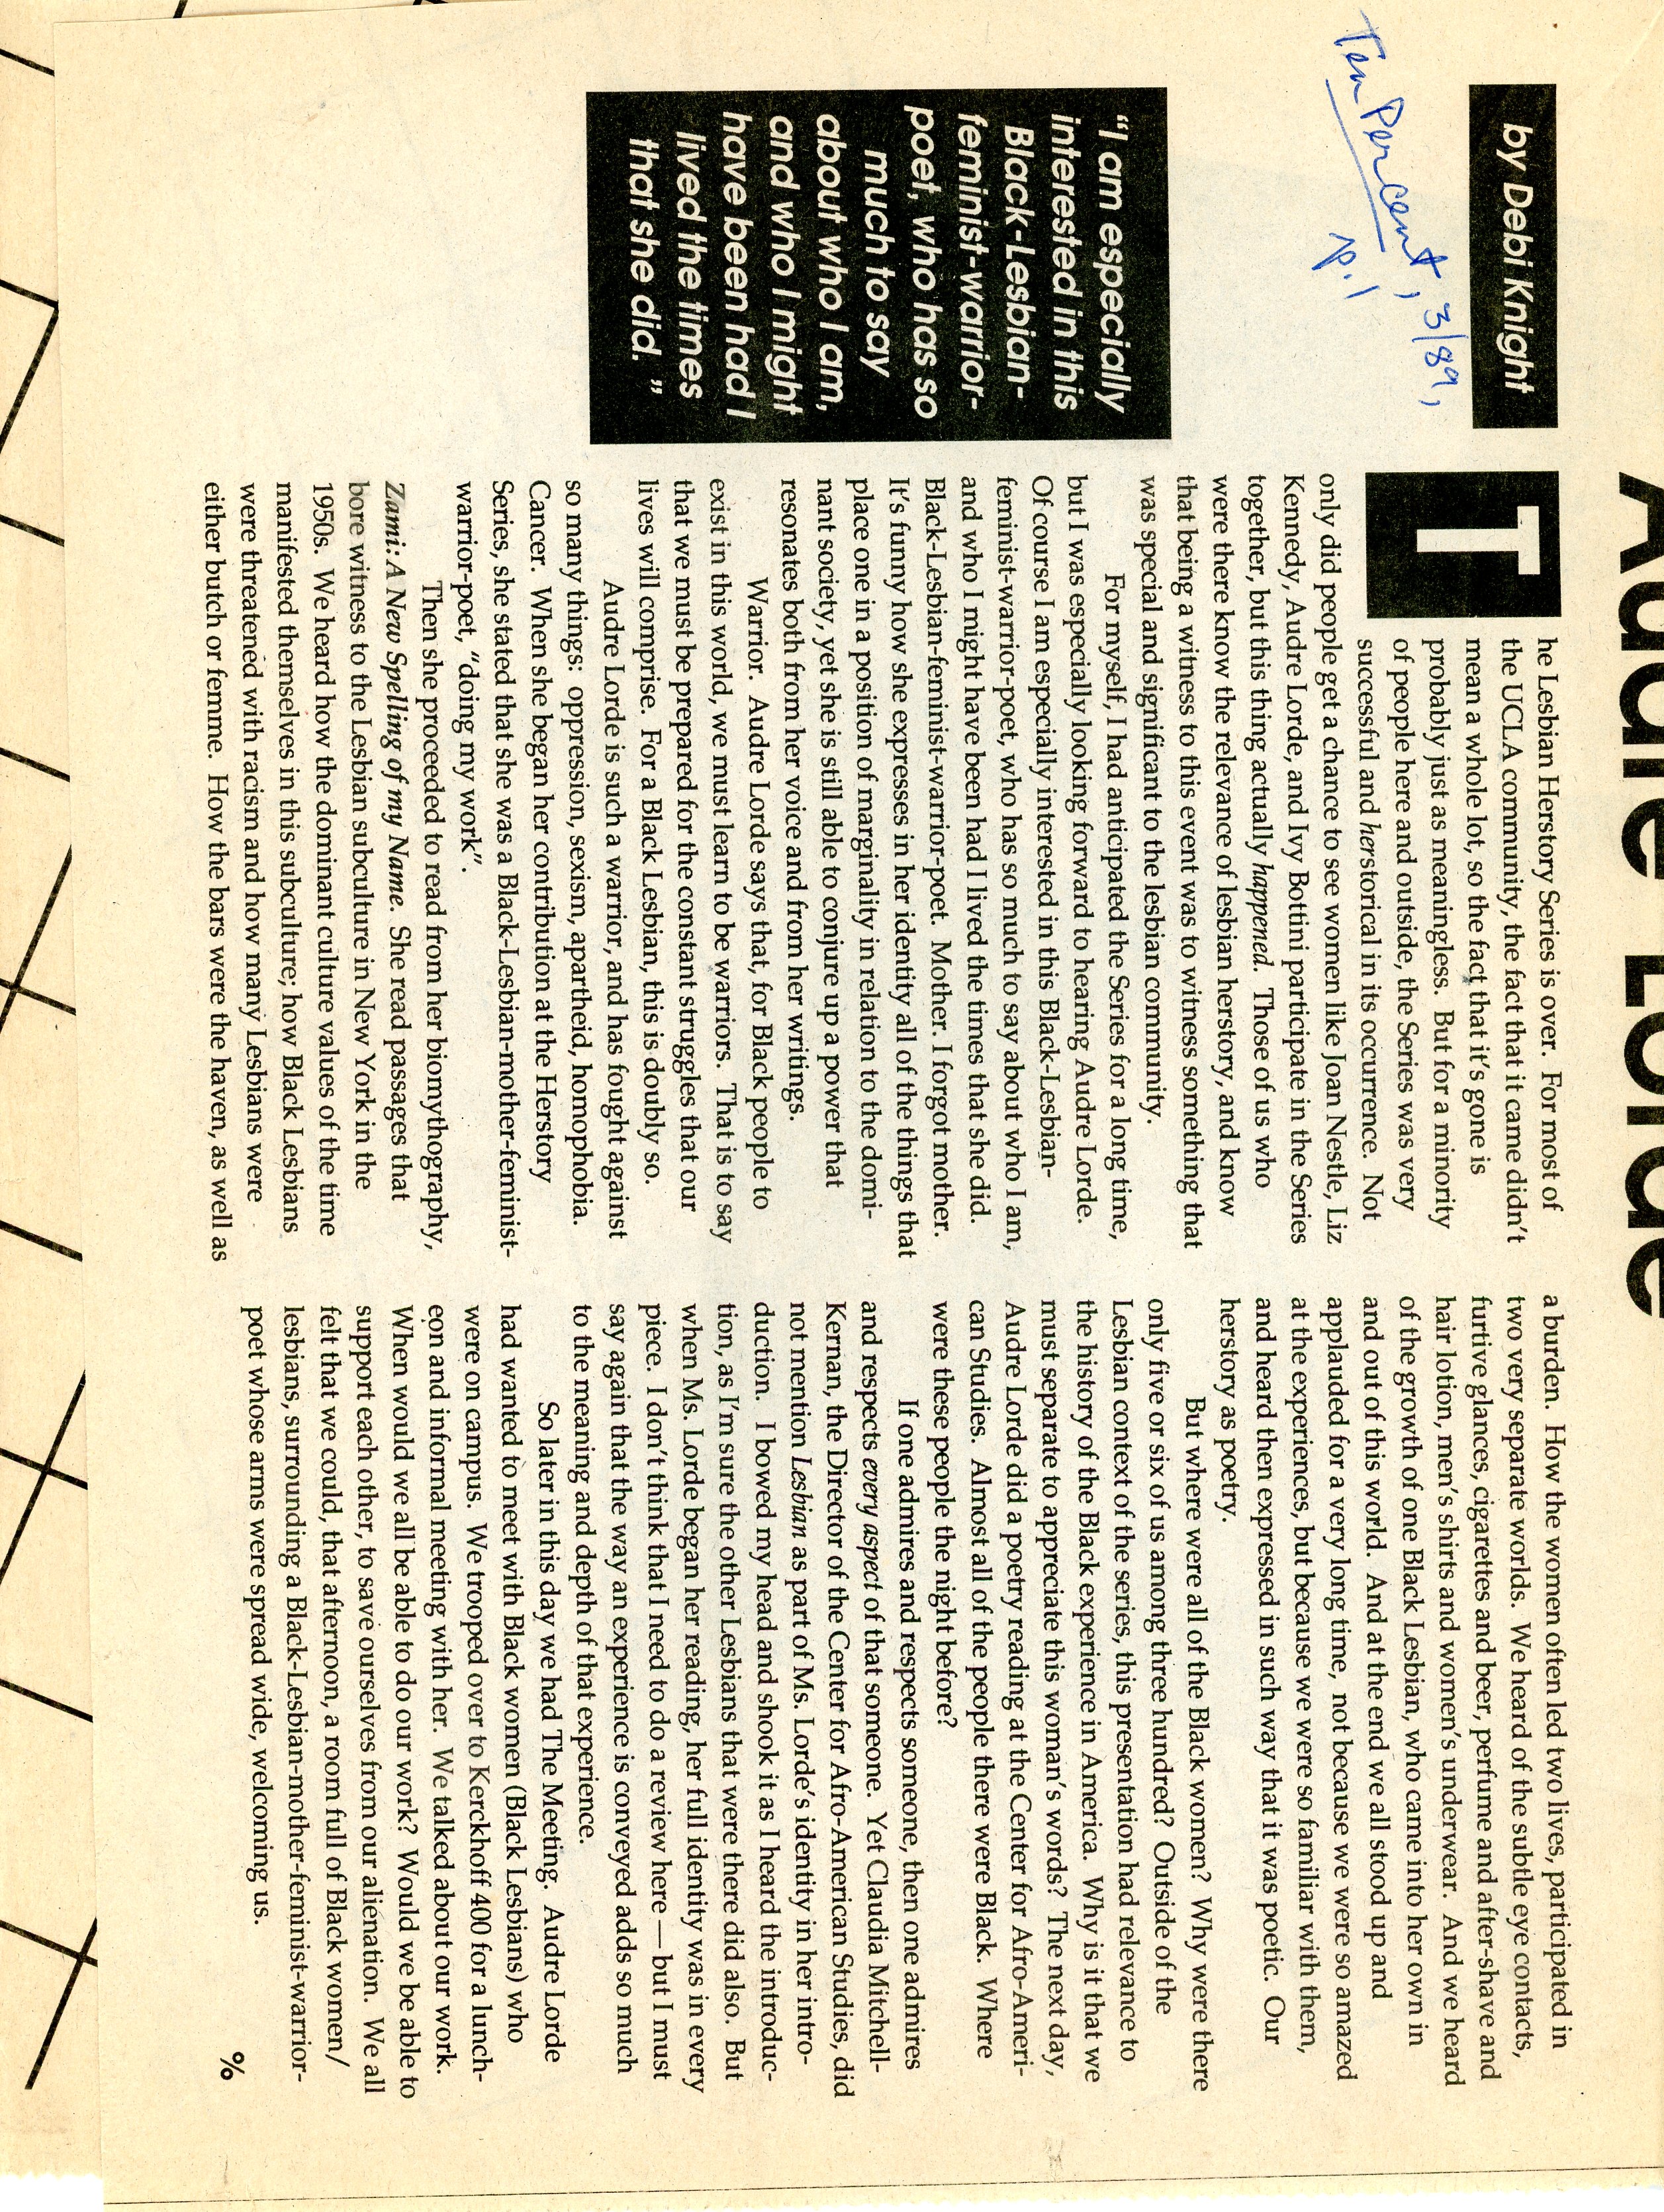 Audre Lorde
by Debi Knight
Ten Percent, 3/89,
p.1
"I am especially
interested in this
Black-Lesbian-
feminist-warrior-
poet, who has so
much to say
about who I am,
and who I might
have been had I
lived the times
that she did. "
The Lesbian Herstory Series is over. For most of
the UCLA community, the fact that it came didn't
mean a whole lot, so the fact that it's gone is
probably just as meaningless. But for a minority
of people here and outside, the Series was very
successful and herstorical in its occurrence. Not
only did people get a chance to see women like Joan Nestle, Liz
Kennedy, Audre Lorde, and Ivy Bottini participate in the Series
together, but this thing actually happened. Those of us who
were there know the relevance of lesbian herstory, and know
that being a witness to this event was to witness something that
was special and significant to the lesbian community.
For myself, I had anticipated the Series for a long time,
but I was especially looking forward to hearing Audre Lorde.
Of course I am especially interested in this Black-Lesbian-
feminist-warrior-poet, who has so much to say about who I am,
and who I might have been had I lived the times that she did.
Black-Lesbian-feminist-warrior-poet. Mother. I forgot mother.
It's funny how she expresses in her identity all of the things that
place one in a position of marginality in relation to the domi-
nant society, yet she is still able to conjure up a power that
resonates both from her voice and from her writings.
Warrior. Audre Lorde says that, for Black people to
exist in this world, we must learn to be warriors. That is to say
that we must be prepared for the constant struggles that our
lives will comprise. For a Black Lesbian, this is doubly so.
Audre Lorde is such a warrior, and has fought against
so many things: oppression, sexism, apartheid, homophobia.
Cancer. When she began her contribution at the Herstory
Series, she stated that she was a Black-Lesbian-mother-feminist-
warrior-poet, "doing my work".
Then she proceeded to read from her biomythography,
Zami: A New Spelling of my Name. She read passages that
bore witness to the Lesbian subculture in New York in the
1950s. We heard how the dominant culture values of the time
manifested themselves in this subculture; how Black Lesbians
were threatened with racism and how many Lesbians were
either butch or femme. How the bars were the haven, as well as
a burden. How the women often led two lives, participated in
two very separate worlds. We heard of the subtle eye contacts,
furtive glances, cigarettes and beer, perfume and after-shave and
hair lotion, men's shirts and women's underwear. And we heard
of the growth of one Black Lesbian, who came into her own in
and out of this world. And at the end we all stood up and
applauded for a very long time, not because we were so amazed
at the experiences, but because we were so familiar with them,
and heard then expressed in such way that it was poetic. Our
herstory as poetry.
But where were all of the Black women? Why were there
only five or six of us among three hundred? Outside of the
Lesbian context of the series, this presentation had relevance to
the history of the Black experience in America. Why is it that we
must separate to appreciate this woman's words? The next day,
Audre Lorde did a poetry reading at the Center for Afro-Ameri-
can Studies. Almost all of the people there were Black. Where
were these people the night before?
If one admires and respects someone, then one admires
and respects every aspect of that someone. Yet Claudia Mitchell-
Kernan, the Director of the Center for Afro-American Studies, did
not mention Lesbian as part of Ms. Lorde's identity in her intro-
duction. I bowed my head and shook it as I heard the introduc-
tion, as I'm sure the other Lesbians that were there did also. But
when Ms. Lorde began her reading, her full identity was in every
piece. I don't think that I need to do a review here — but I must
say again that the way an experience is conveyed adds so much
to the meaning and depth of that experience.
So later in this day we had The Meeting. Audre Lorde
had wanted to meet with Black women (Black Lesbians) who
were on campus. We trooped over to Kerckhoff 400 for a lunch-
eon and informal meeting with her. We talked about our work.
When would we all be able to do our work? Would we be able to
support each other, to save ourselves from our alienation. We all
felt that we could, that afternoon, a room full of Black women/
lesbians, surrounding a Black-Lesbian-mother-feminist-warrior-
poet whose arms were spread wide, welcoming us.
%